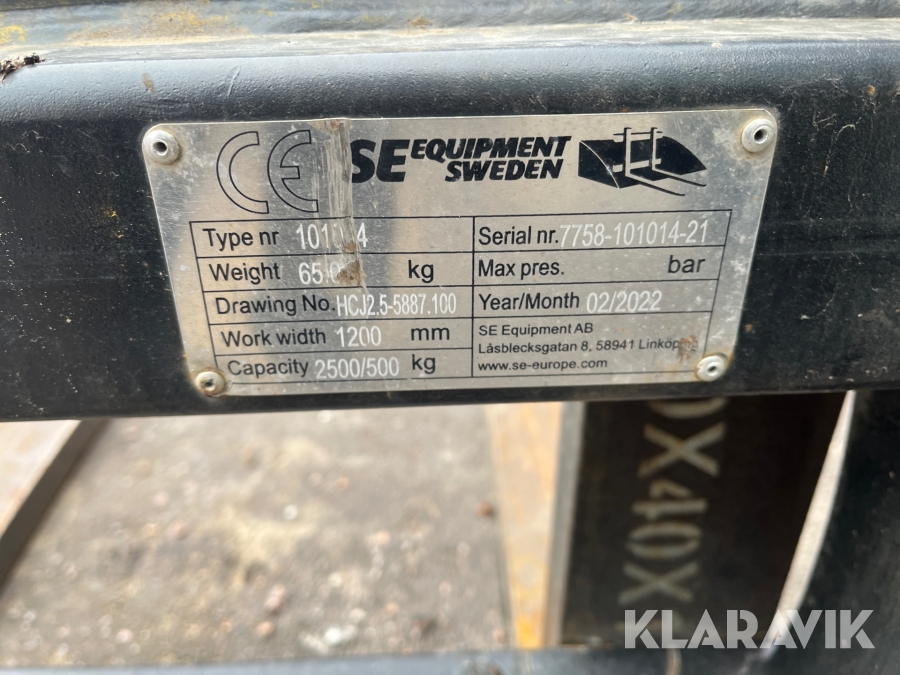 CE SE EQUIPMENT SWEDEN
Type nr Serial nr. 7758-101014-21
Weight kg Max pres. bar
Drawing No. HCJ2.5-5887.100 Year/Month 02/2022
Work width 1200 mm SE Equipment AB
Låsblecksgatan 8, 58941
Capacity 2500/500 kg www.se-europe.com
X40X
KLARAVIK